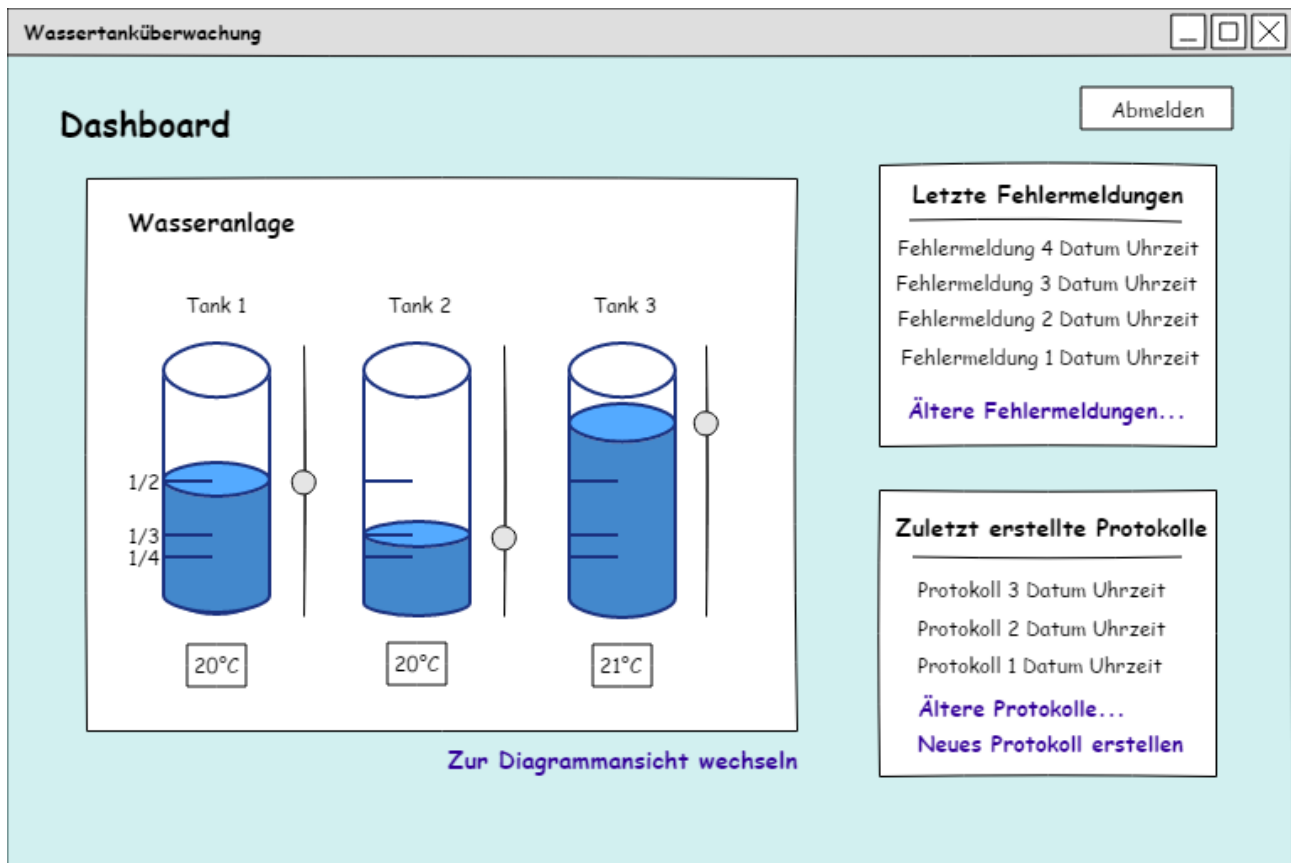 Wassertanküberwachung
Abmelden
Dashboard
Wasseranlage
Tank 1
Tank 2
Tank 3
1/2
1/3
1/4
20°C
20°C
21°C
Zur Diagrammansicht wechseln
Letzte Fehlermeldungen
Fehlermeldung 4 Datum Uhrzeit
Fehlermeldung 3 Datum Uhrzeit
Fehlermeldung 2 Datum Uhrzeit
Fehlermeldung 1 Datum Uhrzeit
Ältere Fehlermeldungen...
Zuletzt erstellte Protokolle
Protokoll 3 Datum Uhrzeit
Protokoll 2 Datum Uhrzeit
Protokoll 1 Datum Uhrzeit
Ältere Protokolle...
Neues Protokoll erstellen